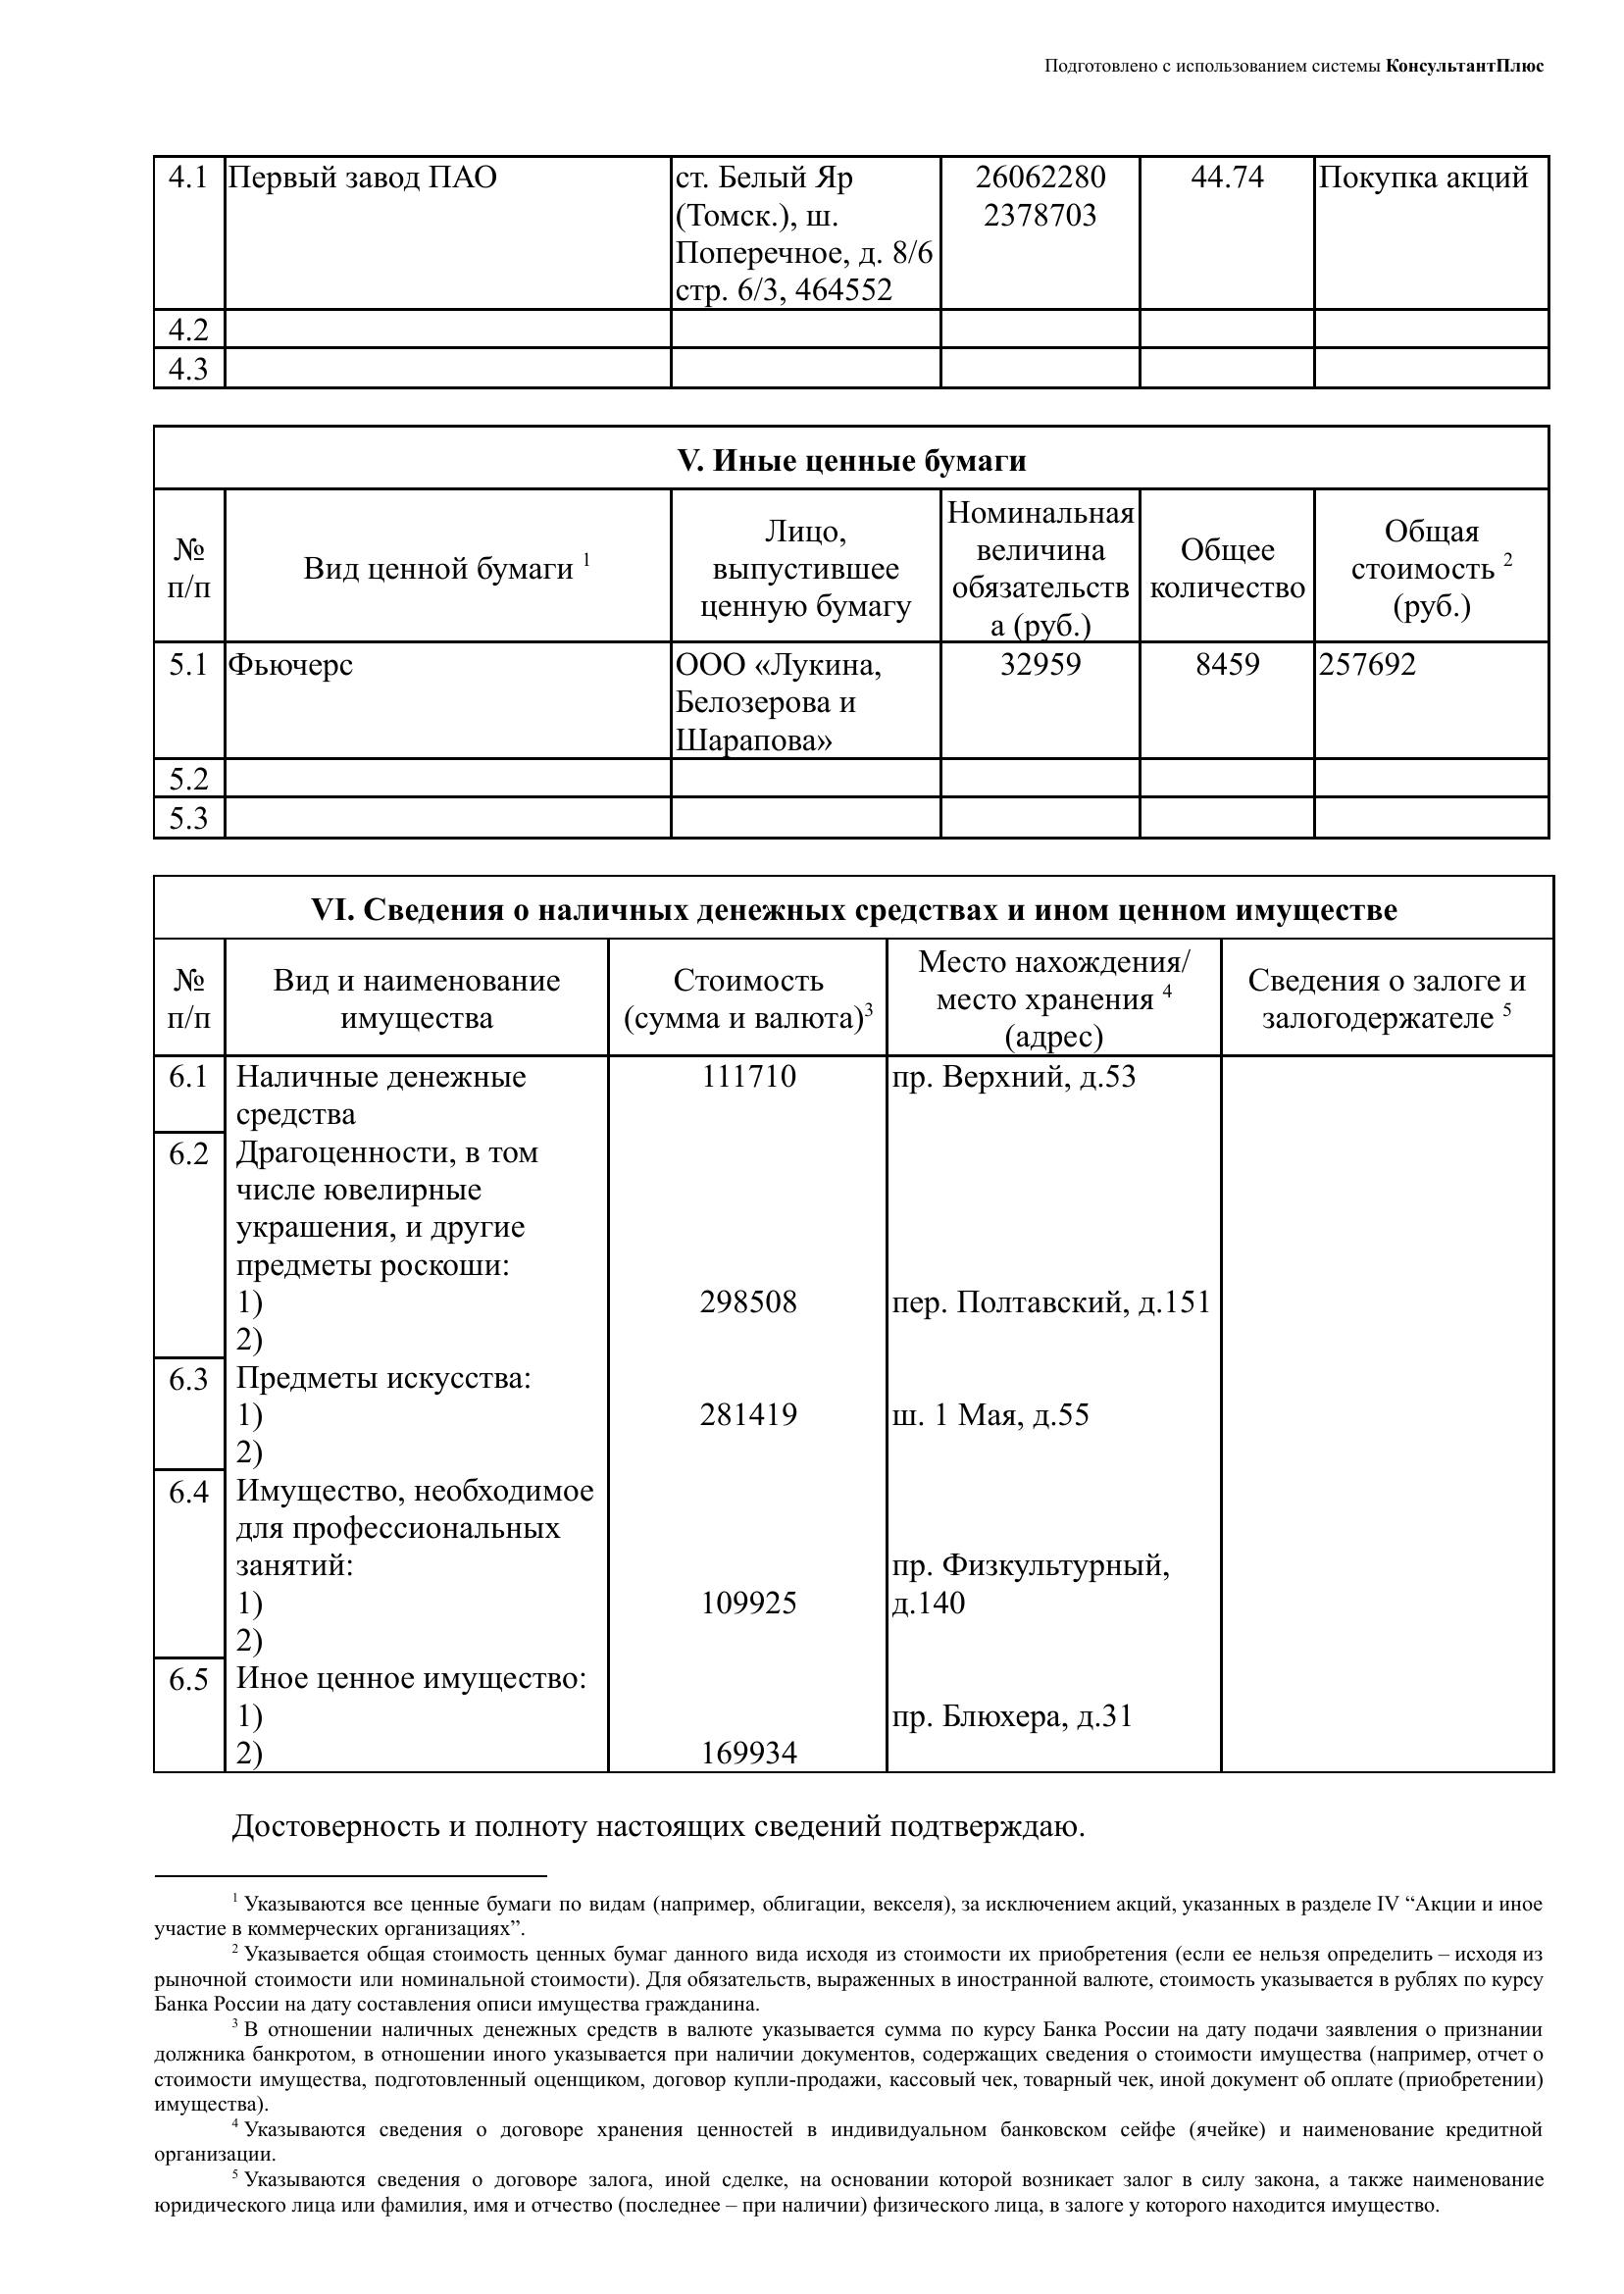 Подготовлено с использованием системы КонсультантПлюс
4.1 Первый завод ПАО ст. Белый Яр 26062280 44.74 Покупка акций
(Томск.), ш. 2378703
Поперечное, д. 8/6
стр. 6/3, 464552
4.2
4.3
V. Иные ценные бумаги
№ п/п
Вид ценной бумаги 1
Лицо,
выпустившее
ценную бумагу
Номинальная
величина
обязательств
а (руб.)
Общее
количество
Общая
стоимость 2
(руб.)
5.1 Фьючерс ООО «Лукина, 32959 8459 257692
Белозерова и
Шарапова»
5.2
5.3
VI. Сведения о наличных денежных средствах и ином ценном имуществе
№
п/п
Вид и наименование
имущества
Стоимость
(сумма и валюта)3
Место нахождения/
место хранения 4
(адрес)
Сведения о залоге и
залогодержателе 5
6.1 Наличные денежные 111710 пр. Верхний, д.53
средства
6.2 Драгоценности, в том
числе ювелирные
украшения, и другие
предметы роскоши:
1) 298508 пер. Полтавский, д.151
2)
6.3 Предметы искусства:
1) 281419 ш. 1 Мая, д.55
2)
6.4 Имущество, необходимое
для профессиональных
занятий: пр. Физкультурный,
1) 109925 д.140
2)
6.5 Иное ценное имущество:
1) пр. Блюхера, д.31
2) 169934
Достоверность и полноту настоящих сведений подтверждаю.
1 Указываются все ценные бумаги по видам (например, облигации, векселя), за исключением акций, указанных в разделе IV “Акции и иное
участие в коммерческих организациях”.
2 Указывается общая стоимость ценных бумаг данного вида исходя из стоимости их приобретения (если ее нельзя определить – исходя из
рыночной стоимости или номинальной стоимости). Для обязательств, выраженных в иностранной валюте, стоимость указывается в рублях по курсу
Банка России на дату составления описи имущества гражданина.
3 В отношении наличных денежных средств в валюте указывается сумма по курсу Банка России на дату подачи заявления о признании
должника банкротом, в отношении иного указывается при наличии документов, содержащих сведения о стоимости имущества (например, отчет о
стоимости имущества, подготовленный оценщиком, договор купли-продажи, кассовый чек, товарный чек, иной документ об оплате (приобретении)
имущества).
4 Указываются сведения о договоре хранения ценностей в индивидуальном банковском сейфе (ячейке) и наименование кредитной
организации.
5 Указываются сведения о договоре залога, иной сделке, на основании которой возникает залог в силу закона, а также наименование
юридического лица или фамилия, имя и отчество (последнее – при наличии) физического лица, в залоге у которого находится имущество.